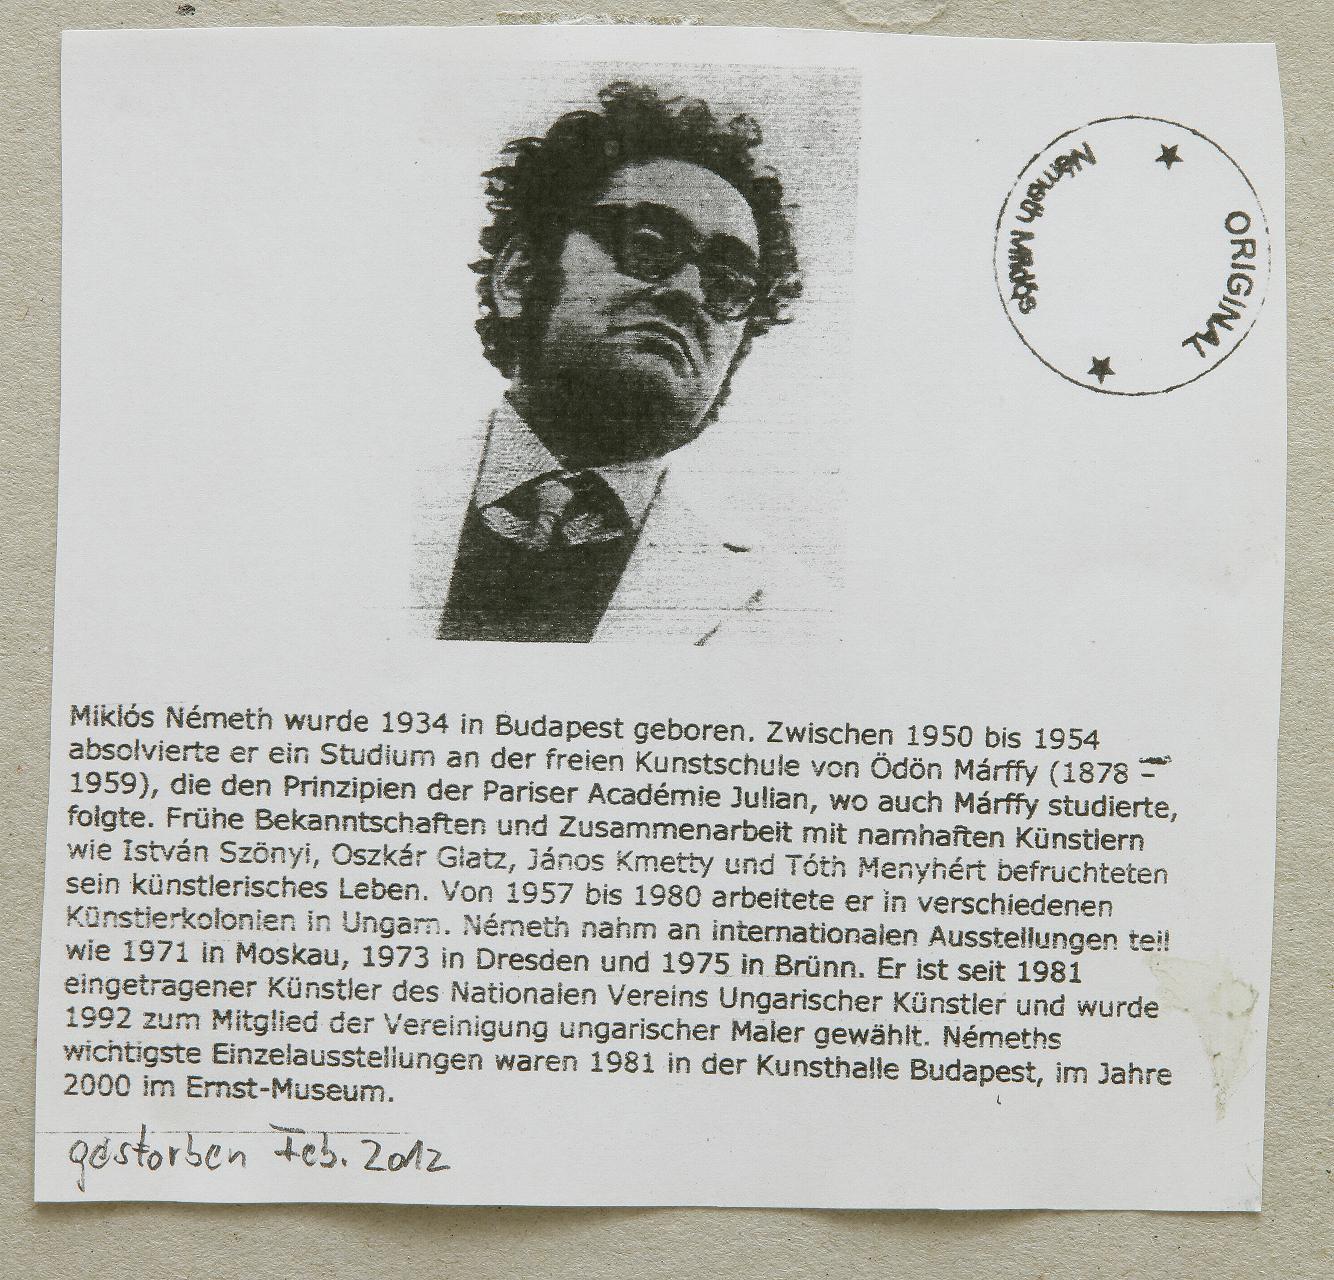 ORIGINAL
Németh Miklós
Miklós Németh wurde 1934 in Budapest geboren. Zwischen 1950 bis 1954
absolvierte er ein Studium an der freien Kunstschule von Ödön Márffy (1878 –
1959), die den Prinzipien der Pariser Académie Julian, wo auch Márffy studierte,
folgte. Frühe Bekanntschaften und Zusammenarbeit mit namhaften Künstlern
wie István Szőnyi, Oszkár Glatz, János Kmetty und Tóth Menyhért befruchteten
sein künstlerisches Leben. Von 1957 bis 1980 arbeitete er in verschiedenen
Künstlerkolonien in Ungarn. Németh nahm an internationalen Ausstellungen teil
wie 1971 in Moskau, 1973 in Dresden und 1975 in Brünn. Er ist seit 1981
eingetragener Künstler des Nationalen Vereins Ungarischer Künstler und wurde
1992 zum Mitglied der Vereinigung ungarischer Maler gewählt. Némeths
wichtigste Einzelausstellungen waren 1981 in der Kunsthalle Budapest, im Jahre
2000 im Ernst-Museum.
gestorben Feb. 2012